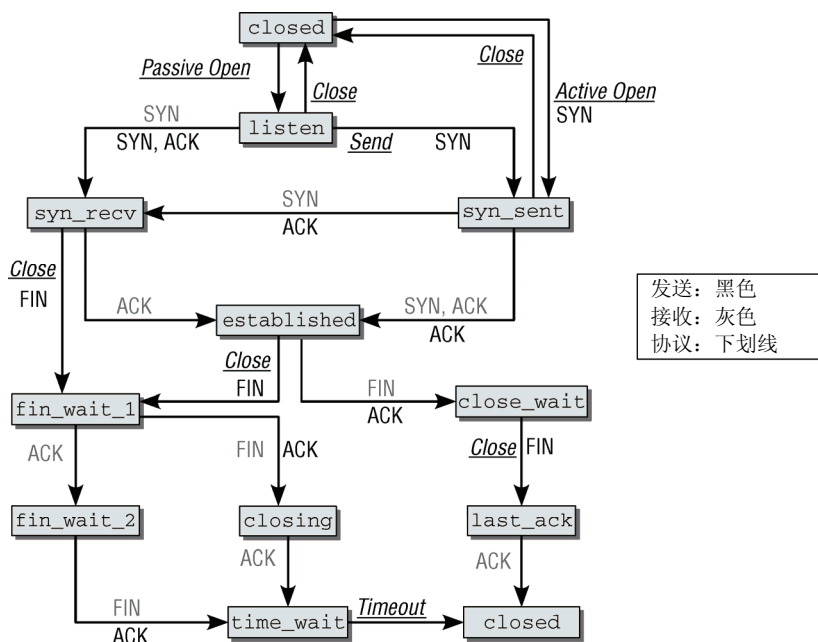 closed
Passive Open
Close
Close
Active Open
SYN
SYN
SYN, ACK
listen
Send
SYN
syn_recv
SYN
ACK
syn_sent
Close
FIN
ACK
established
SYN, ACK
ACK
Close
FIN
FIN
ACK
fin_wait_1
close_wait
ACK
FIN
ACK
Close
FIN
fin_wait_2
closing
last_ack
ACK
ACK
FIN
ACK
time_wait
Timeout
closed
发送：黑色
接收：灰色
协议：下划线